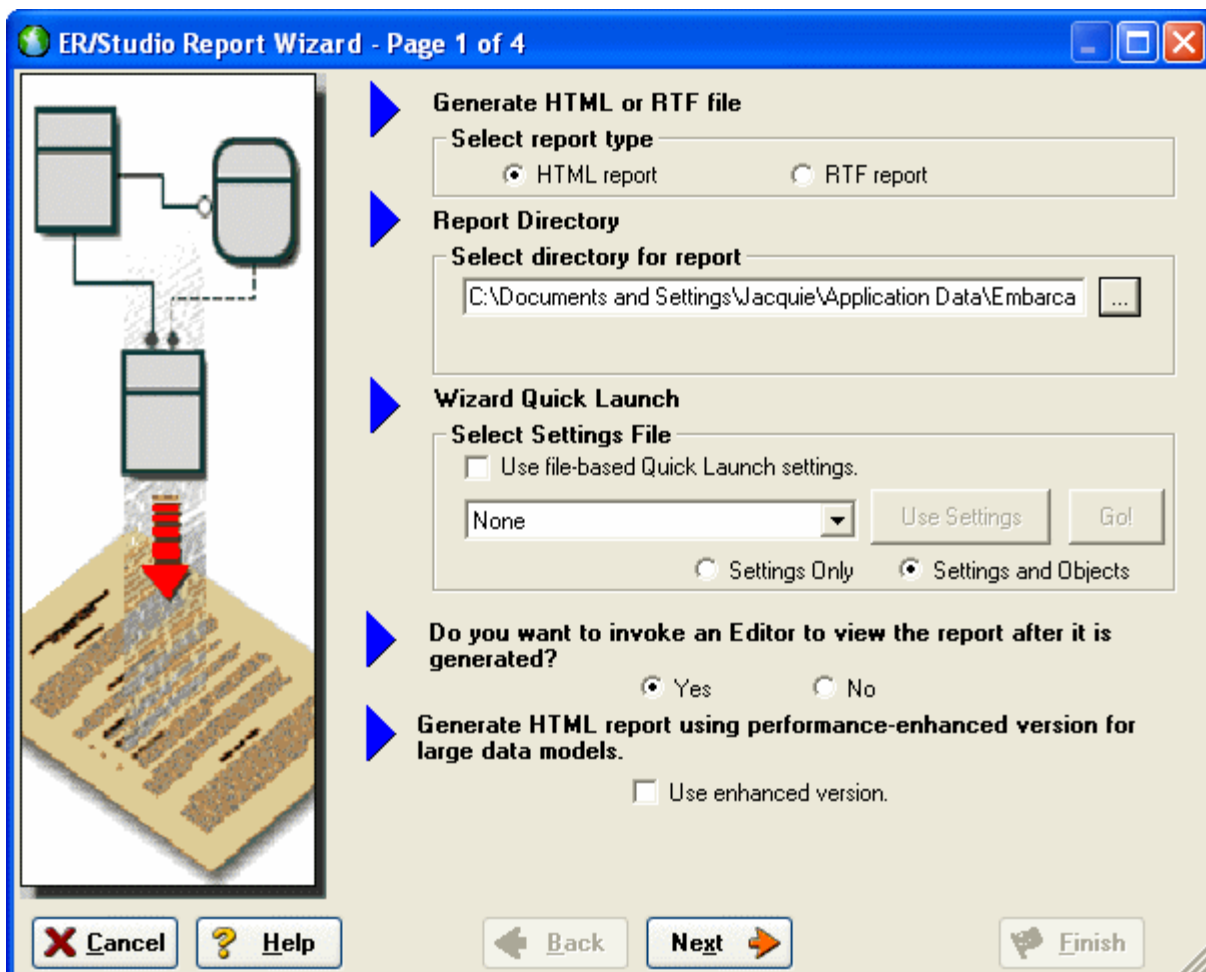 ER/Studio Report Wizard - Page 1 of 4
Generate HTML or RTF file
Select report type
HTML report
RTF report
Report Directory
Select directory for report
C:\Documents and Settings\Jacquie\Application Data\Embarca
...
Wizard Quick Launch
Select Settings File
Use file-based Quick Launch settings.
None
Use Settings
Go!
Settings Only
Settings and Objects
Do you want to invoke an Editor to view the report after it is
generated?
Yes
No
Generate HTML report using performance-enhanced version for
large data models.
Use enhanced version.
Cancel
Help
Back
Next
Finish